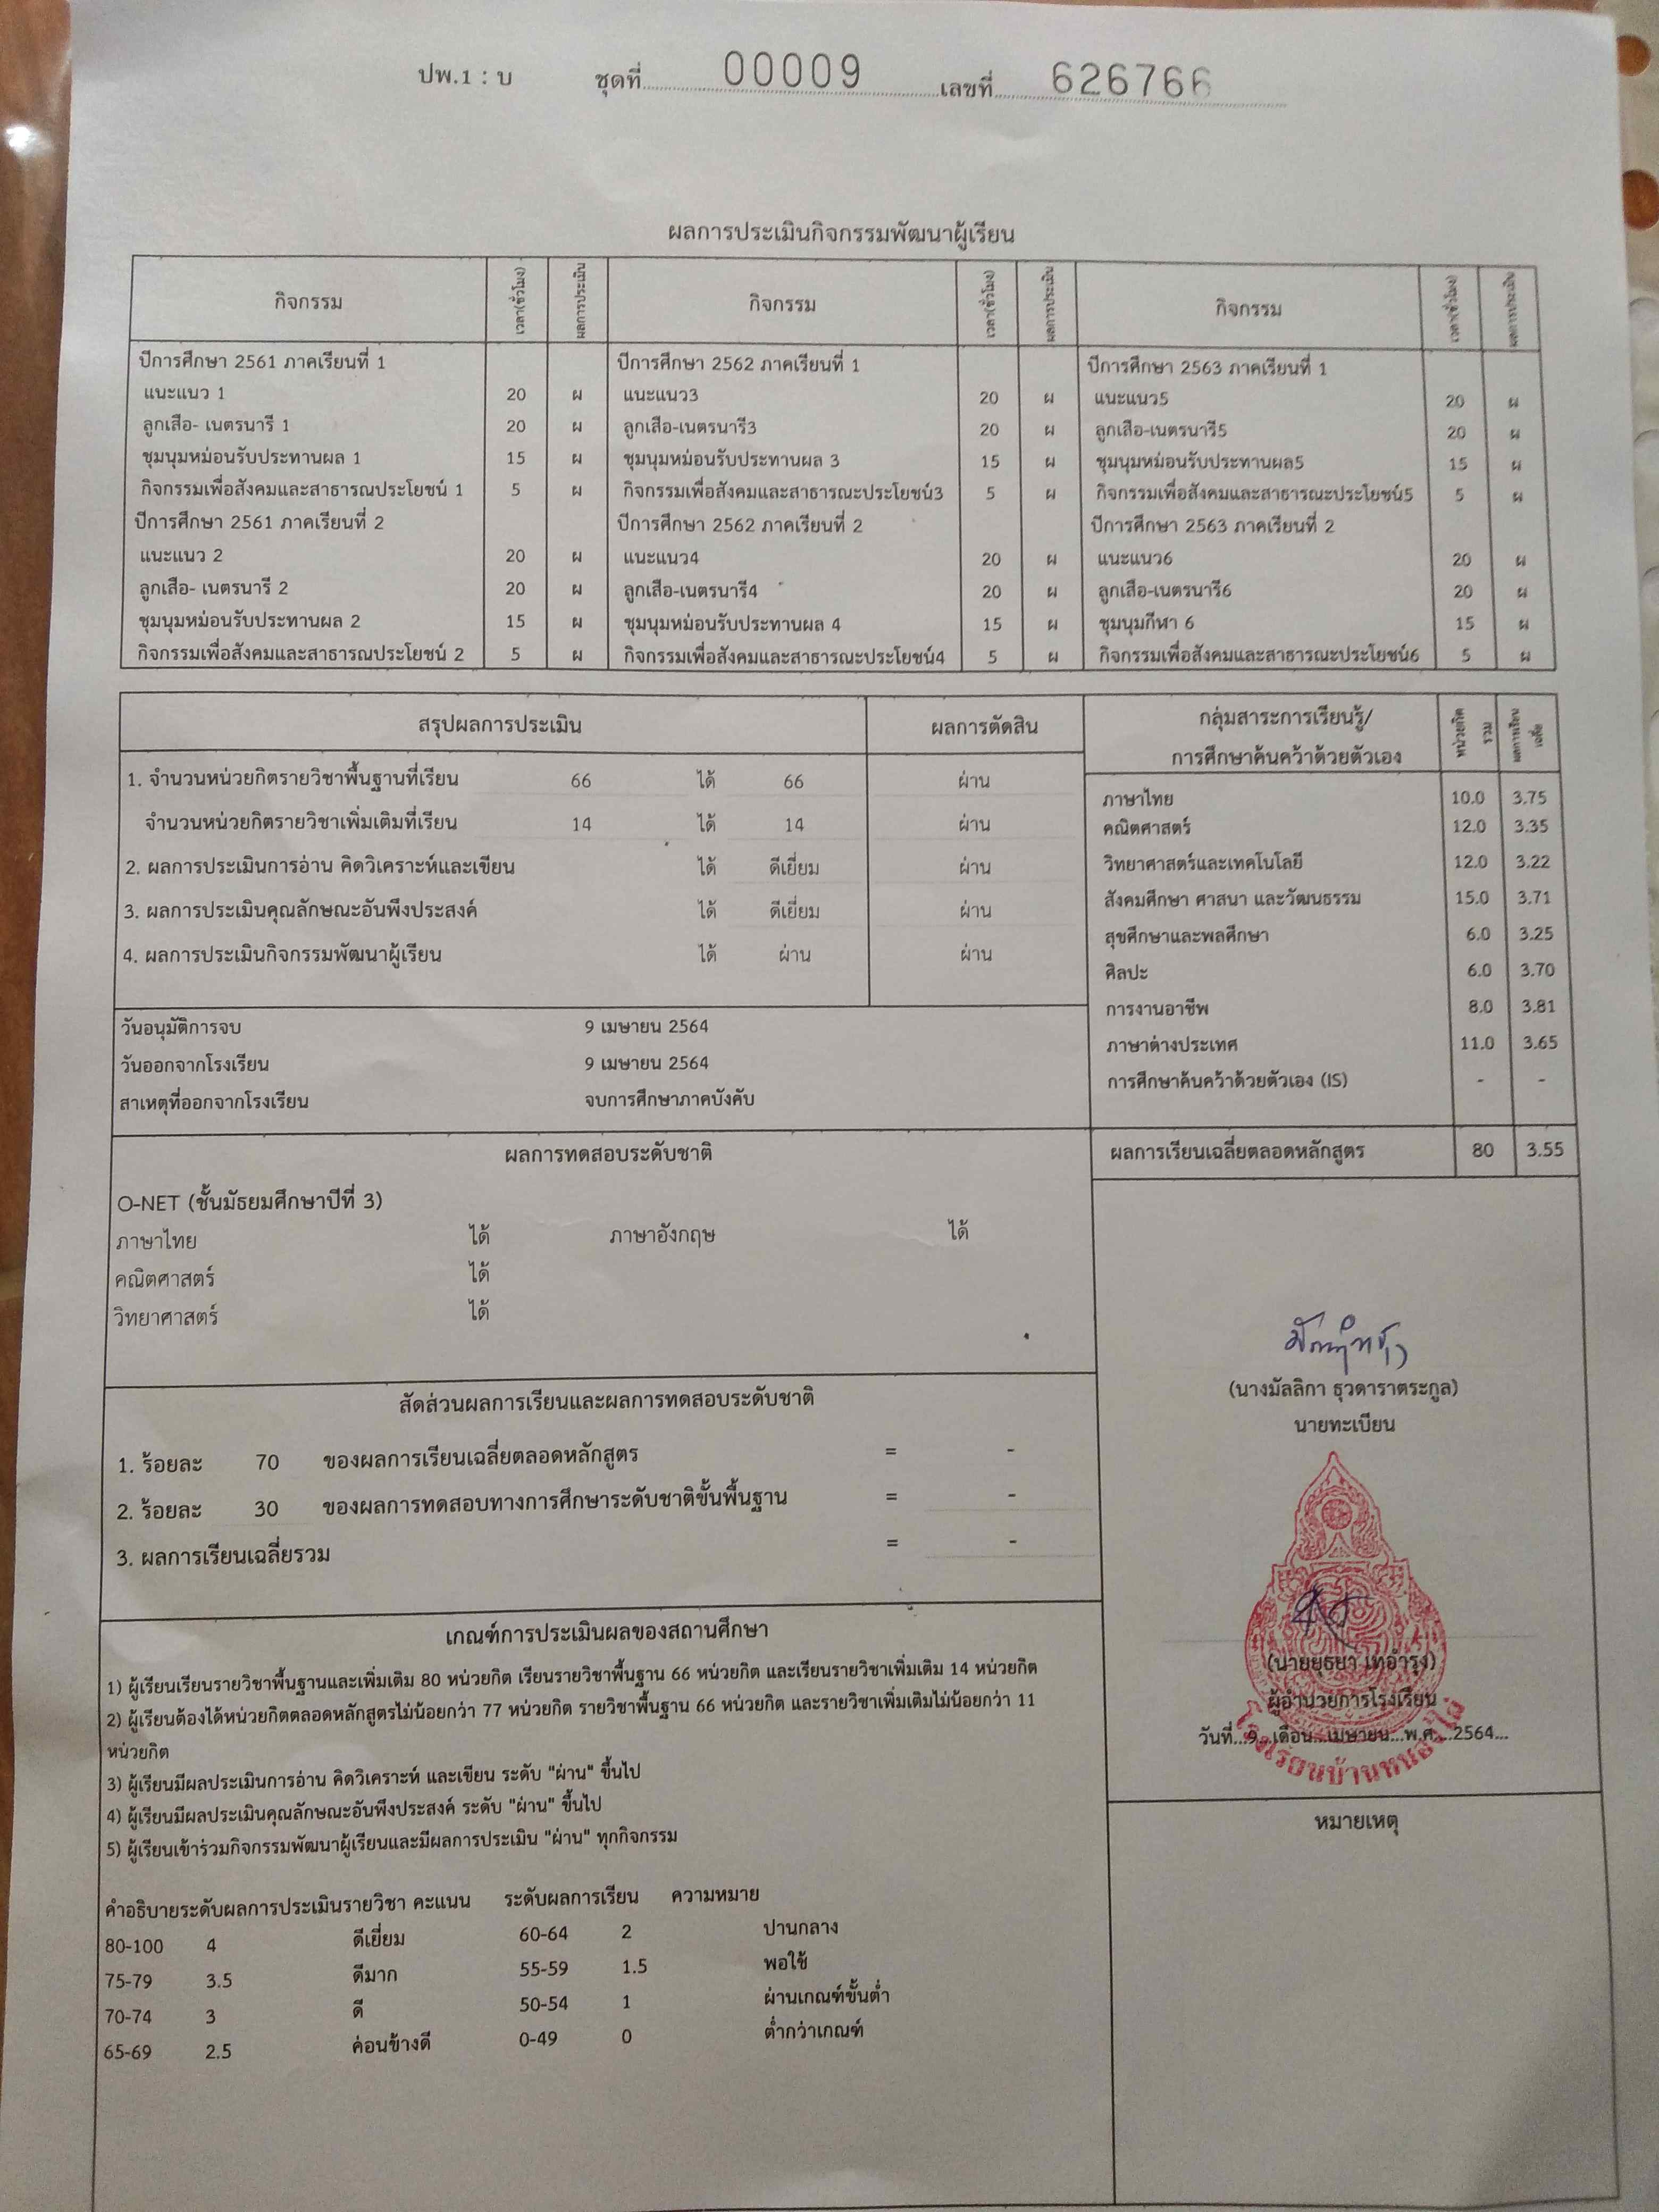 ปพ.1 : บ ชุดที่ 00009 เลขที่ 626766
ผลการประเมินกิจกรรมพัฒนาผู้เรียน
กิจกรรม เวลา(ชั่วโมง) ผลการประเมิน กิจกรรม เวลา(ชั่วโมง) ผลการประเมิน กิจกรรม เวลา(ชั่วโมง) ผลการประเมิน
ปีการศึกษา 2561 ภาคเรียนที่ 1 ปีการศึกษา 2562 ภาคเรียนที่ 1 ปีการศึกษา 2563 ภาคเรียนที่ 1
แนะแนว 1 20 ผ แนะแนว3 20 ผ แนะแนว5 20 ผ
ลูกเสือ- เนตรนารี 1 20 ผ ลูกเสือ-เนตรนารี3 20 ผ ลูกเสือ-เนตรนารี5 20 ผ
ชุมนุมหม่อนรับประทานผล 1 15 ผ ชุมนุมหม่อนรับประทานผล 3 15 ผ ชุมนุมหม่อนรับประทานผล5 15 ผ
กิจกรรมเพื่อสังคมและสาธารณประโยชน์ 1 5 ผ กิจกรรมเพื่อสังคมและสาธารณะประโยชน์3 5 ผ กิจกรรมเพื่อสังคมและสาธารณะประโยชน์5 5 ผ
ปีการศึกษา 2561 ภาคเรียนที่ 2 ปีการศึกษา 2562 ภาคเรียนที่ 2 ปีการศึกษา 2563 ภาคเรียนที่ 2
แนะแนว 2 20 ผ แนะแนว4 20 ผ แนะแนว6 20 ผ
ลูกเสือ- เนตรนารี 2 20 ผ ลูกเสือ-เนตรนารี4 20 ผ ลูกเสือ-เนตรนารี6 20 ผ
ชุมนุมหม่อนรับประทานผล 2 15 ผ ชุมนุมหม่อนรับประทานผล 4 15 ผ ชุมนุมกีฬา 6 15 ผ
กิจกรรมเพื่อสังคมและสาธารณประโยชน์ 2 5 ผ กิจกรรมเพื่อสังคมและสาธารณะประโยชน์4 5 ผ กิจกรรมเพื่อสังคมและสาธารณะประโยชน์6 5 ผ
สรุปผลการประเมิน ผลการตัดสิน
1. จำนวนหน่วยกิตรายวิชาพื้นฐานที่เรียน 66 ได้ 66 ผ่าน
จำนวนหน่วยกิตรายวิชาเพิ่มเติมที่เรียน 14 ได้ 14 ผ่าน
2. ผลการประเมินการอ่าน คิดวิเคราะห์และเขียน ได้ ดีเยี่ยม ผ่าน
3. ผลการประเมินคุณลักษณะอันพึงประสงค์ ได้ ดีเยี่ยม ผ่าน
4. ผลการประเมินกิจกรรมพัฒนาผู้เรียน ได้ ผ่าน ผ่าน
วันอนุมัติการจบ 9 เมษายน 2564
วันออกจากโรงเรียน 9 เมษายน 2564
สาเหตุที่ออกจากโรงเรียน จบการศึกษาภาคบังคับ
กลุ่มสาระการเรียนรู้/
การศึกษาค้นคว้าด้วยตัวเอง หน่วยกิตรวม ผลการเรียนเฉลี่ย
ภาษาไทย 10.0 3.75
คณิตศาสตร์ 12.0 3.35
วิทยาศาสตร์และเทคโนโลยี 12.0 3.22
สังคมศึกษา ศาสนา และวัฒนธรรม 15.0 3.71
สุขศึกษาและพลศึกษา 6.0 3.25
ศิลปะ 6.0 3.70
การงานอาชีพ 8.0 3.81
ภาษาต่างประเทศ 11.0 3.65
การศึกษาค้นคว้าด้วยตัวเอง (IS) - -
ผลการเรียนเฉลี่ยตลอดหลักสูตร 80 3.55
ผลการทดสอบระดับชาติ
O-NET (ชั้นมัธยมศึกษาปีที่ 3)
ภาษาไทย ได้ ภาษาอังกฤษ ได้
คณิตศาสตร์ ได้
วิทยาศาสตร์ ได้
สัดส่วนผลการเรียนและผลการทดสอบระดับชาติ
1. ร้อยละ 70 ของผลการเรียนเฉลี่ยตลอดหลักสูตร = -
2. ร้อยละ 30 ของผลการทดสอบทางการศึกษาระดับชาติขั้นพื้นฐาน = -
3. ผลการเรียนเฉลี่ยรวม = -
(นางมัลลิกา ธุวดาราตระกูล)
นายทะเบียน
ผู้อำนวยการโรงเรียน
วันที่...9...เดือน...เมษายน...พ.ศ....2564...
หมายเหตุ
เกณฑ์การประเมินผลของสถานศึกษา
1) ผู้เรียนเรียนรายวิชาพื้นฐานและเพิ่มเติม 80 หน่วยกิต เรียนรายวิชาพื้นฐาน 66 หน่วยกิต และเรียนรายวิชาเพิ่มเติม 14 หน่วยกิต
2) ผู้เรียนต้องได้หน่วยกิตตลอดหลักสูตรไม่น้อยกว่า 77 หน่วยกิต รายวิชาพื้นฐาน 66 หน่วยกิต และรายวิชาเพิ่มเติมไม่น้อยกว่า 11
หน่วยกิต
3) ผู้เรียนมีผลประเมินการอ่าน คิดวิเคราะห์ และเขียน ระดับ "ผ่าน" ขึ้นไป
4) ผู้เรียนมีผลประเมินคุณลักษณะอันพึงประสงค์ ระดับ "ผ่าน" ขึ้นไป
5) ผู้เรียนเข้าร่วมกิจกรรมพัฒนาผู้เรียนและมีผลการประเมิน "ผ่าน" ทุกกิจกรรม
คำอธิบายระดับผลการประเมินรายวิชา คะแนน ระดับผลการเรียน ความหมาย
80-100 4 ดีเยี่ยม 60-64 2 ปานกลาง
75-79 3.5 ดีมาก 55-59 1.5 พอใช้
70-74 3 ดี 50-54 1 ผ่านเกณฑ์ขั้นต่ำ
65-69 2.5 ค่อนข้างดี 0-49 0 ต่ำกว่าเกณฑ์